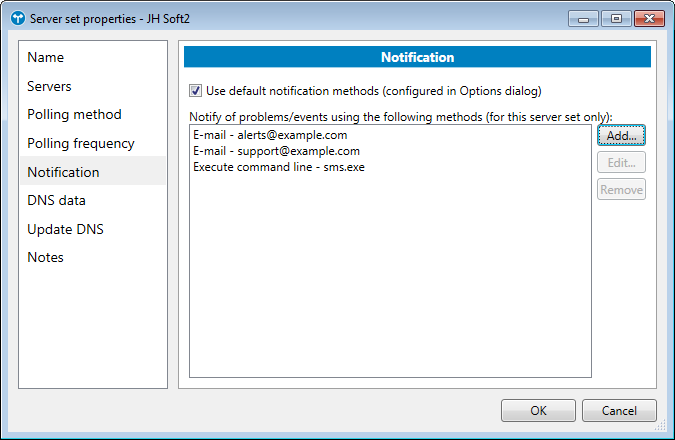 Server set properties - JH Soft2
Name
Servers
Polling method
Polling frequency
Notification
DNS data
Update DNS
Notes
Notification
Use default notification methods (configured in Options dialog)
Notify of problems/events using the following methods (for this server set only):
E-mail - alerts@example.com
E-mail - support@example.com
Execute command line - sms.exe
Add...
Edit...
Remove
OK
Cancel